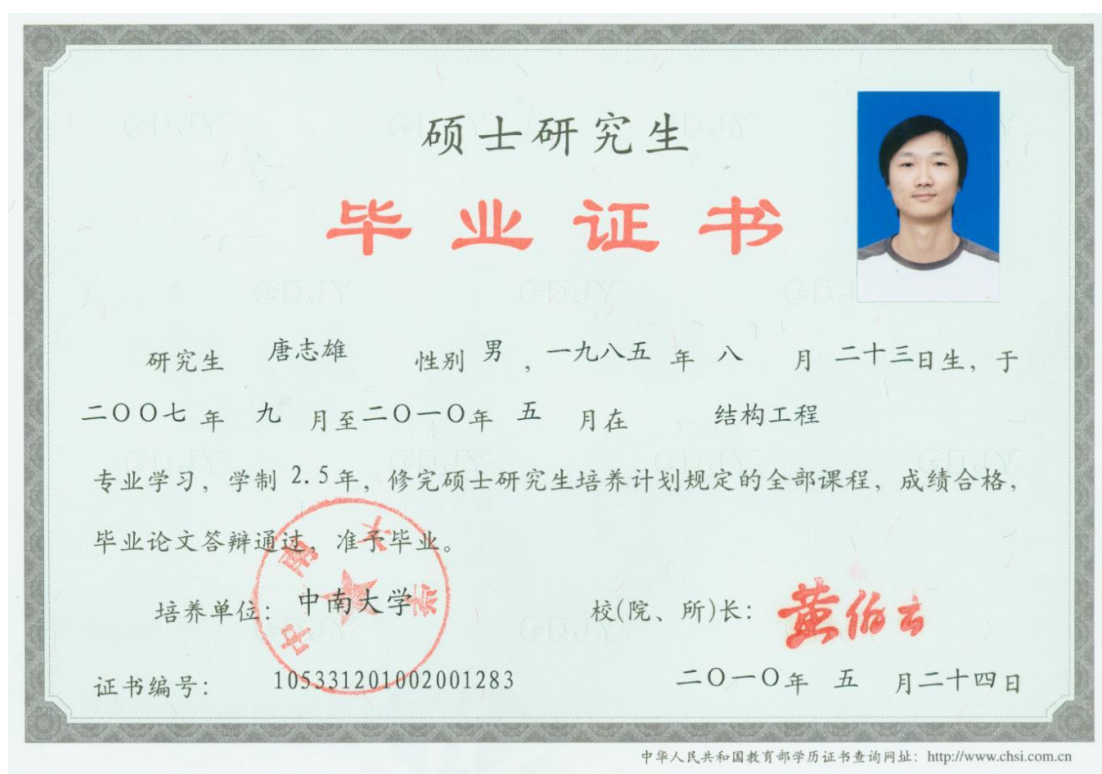 硕士研究生
毕业证书
研究生 唐志雄 性别 男 ，一九八五 年 八 月 二十三日生，于
二〇〇七 年 九 月至二〇一〇年 五 月在 结构工程
专业学习，学制 2.5年，修完硕士研究生培养计划规定的全部课程，成绩合格，
毕业论文答辩通过，准予毕业。
中南大学
培养单位： 中南大学 校(院、所)长： 黄伯云
证书编号： 105331201002001283 二〇一〇年 五 月二十四日
中华人民共和国教育部学历证书查询网址：http://www.chsi.com.cn